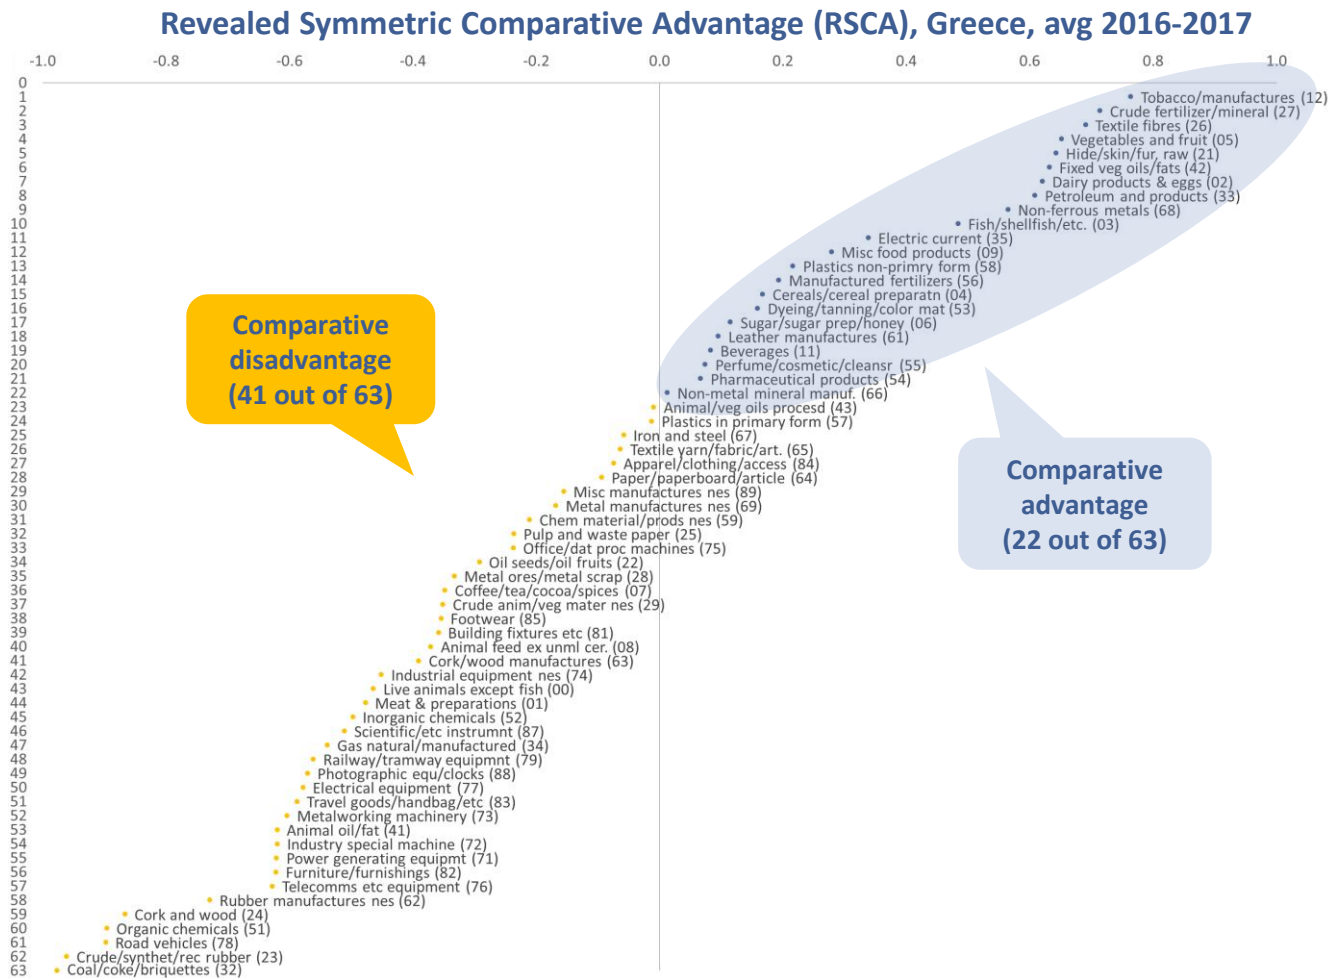 Revealed Symmetric Comparative Advantage (RSCA), Greece, avg 2016-2017
-1.0 -0.8 -0.6 -0.4 -0.2 0.0 0.2 0.4 0.6 0.8 1.0
0
1 Tobacco/manufactures (12)
2 Crude fertilizer/mineral (27)
3 Textile fibres (26)
4 Vegetables and fruit (05)
5 Hide/skin/fur, raw (21)
6 Fixed veg oils/fats (42)
7 Dairy products & eggs (02)
8 Petroleum and products (33)
9 Non-ferrous metals (68)
10 Fish/shellfish/etc. (03)
11 Electric current (35)
12 Misc food products (09)
13 Plastics non-primry form (58)
14 Manufactured fertilizers (56)
15 Cereals/cereal preparatn (04)
16 Dyeing/tanning/color mat (53)
17 Sugar/sugar prep/honey (06)
18 Leather manufactures (61)
19 Beverages (11)
20 Perfume/cosmetic/cleansr (55)
21 Pharmaceutical products (54)
22 Non-metal mineral manuf. (66)
23 Animal/veg oils procesd (43)
24 Plastics in primary form (57)
25 Iron and steel (67)
26 Textile yarn/fabric/art. (65)
27 Apparel/clothing/access (84)
28 Paper/paperboard/article (64)
29 Misc manufactures nes (89)
30 Metal manufactures nes (69)
31 Chem material/prods nes (59)
32 Pulp and waste paper (25)
33 Office/dat proc machines (75)
34 Oil seeds/oil fruits (22)
35 Metal ores/metal scrap (28)
36 Coffee/tea/cocoa/spices (07)
37 Crude anim/veg mater nes (29)
38 Footwear (85)
39 Building fixtures etc (81)
40 Animal feed ex unml cer. (08)
41 Cork/wood manufactures (63)
42 Industrial equipment nes (74)
43 Live animals except fish (00)
44 Meat & preparations (01)
45 Inorganic chemicals (52)
46 Scientific/etc instrumnt (87)
47 Gas natural/manufactured (34)
48 Railway/tramway equipmnt (79)
49 Photographic equ/clocks (88)
50 Electrical equipment (77)
51 Travel goods/handbag/etc (83)
52 Metalworking machinery (73)
53 Animal oil/fat (41)
54 Industry special machine (72)
55 Power generating equipmt (71)
56 Furniture/furnishings (82)
57 Telecomms etc equipment (76)
58 Rubber manufactures nes (62)
59 Cork and wood (24)
60 Organic chemicals (51)
61 Road vehicles (78)
62 Crude/synthet/rec rubber (23)
63 Coal/coke/briquettes (32)
Comparative
disadvantage
(41 out of 63)
Comparative
advantage
(22 out of 63)